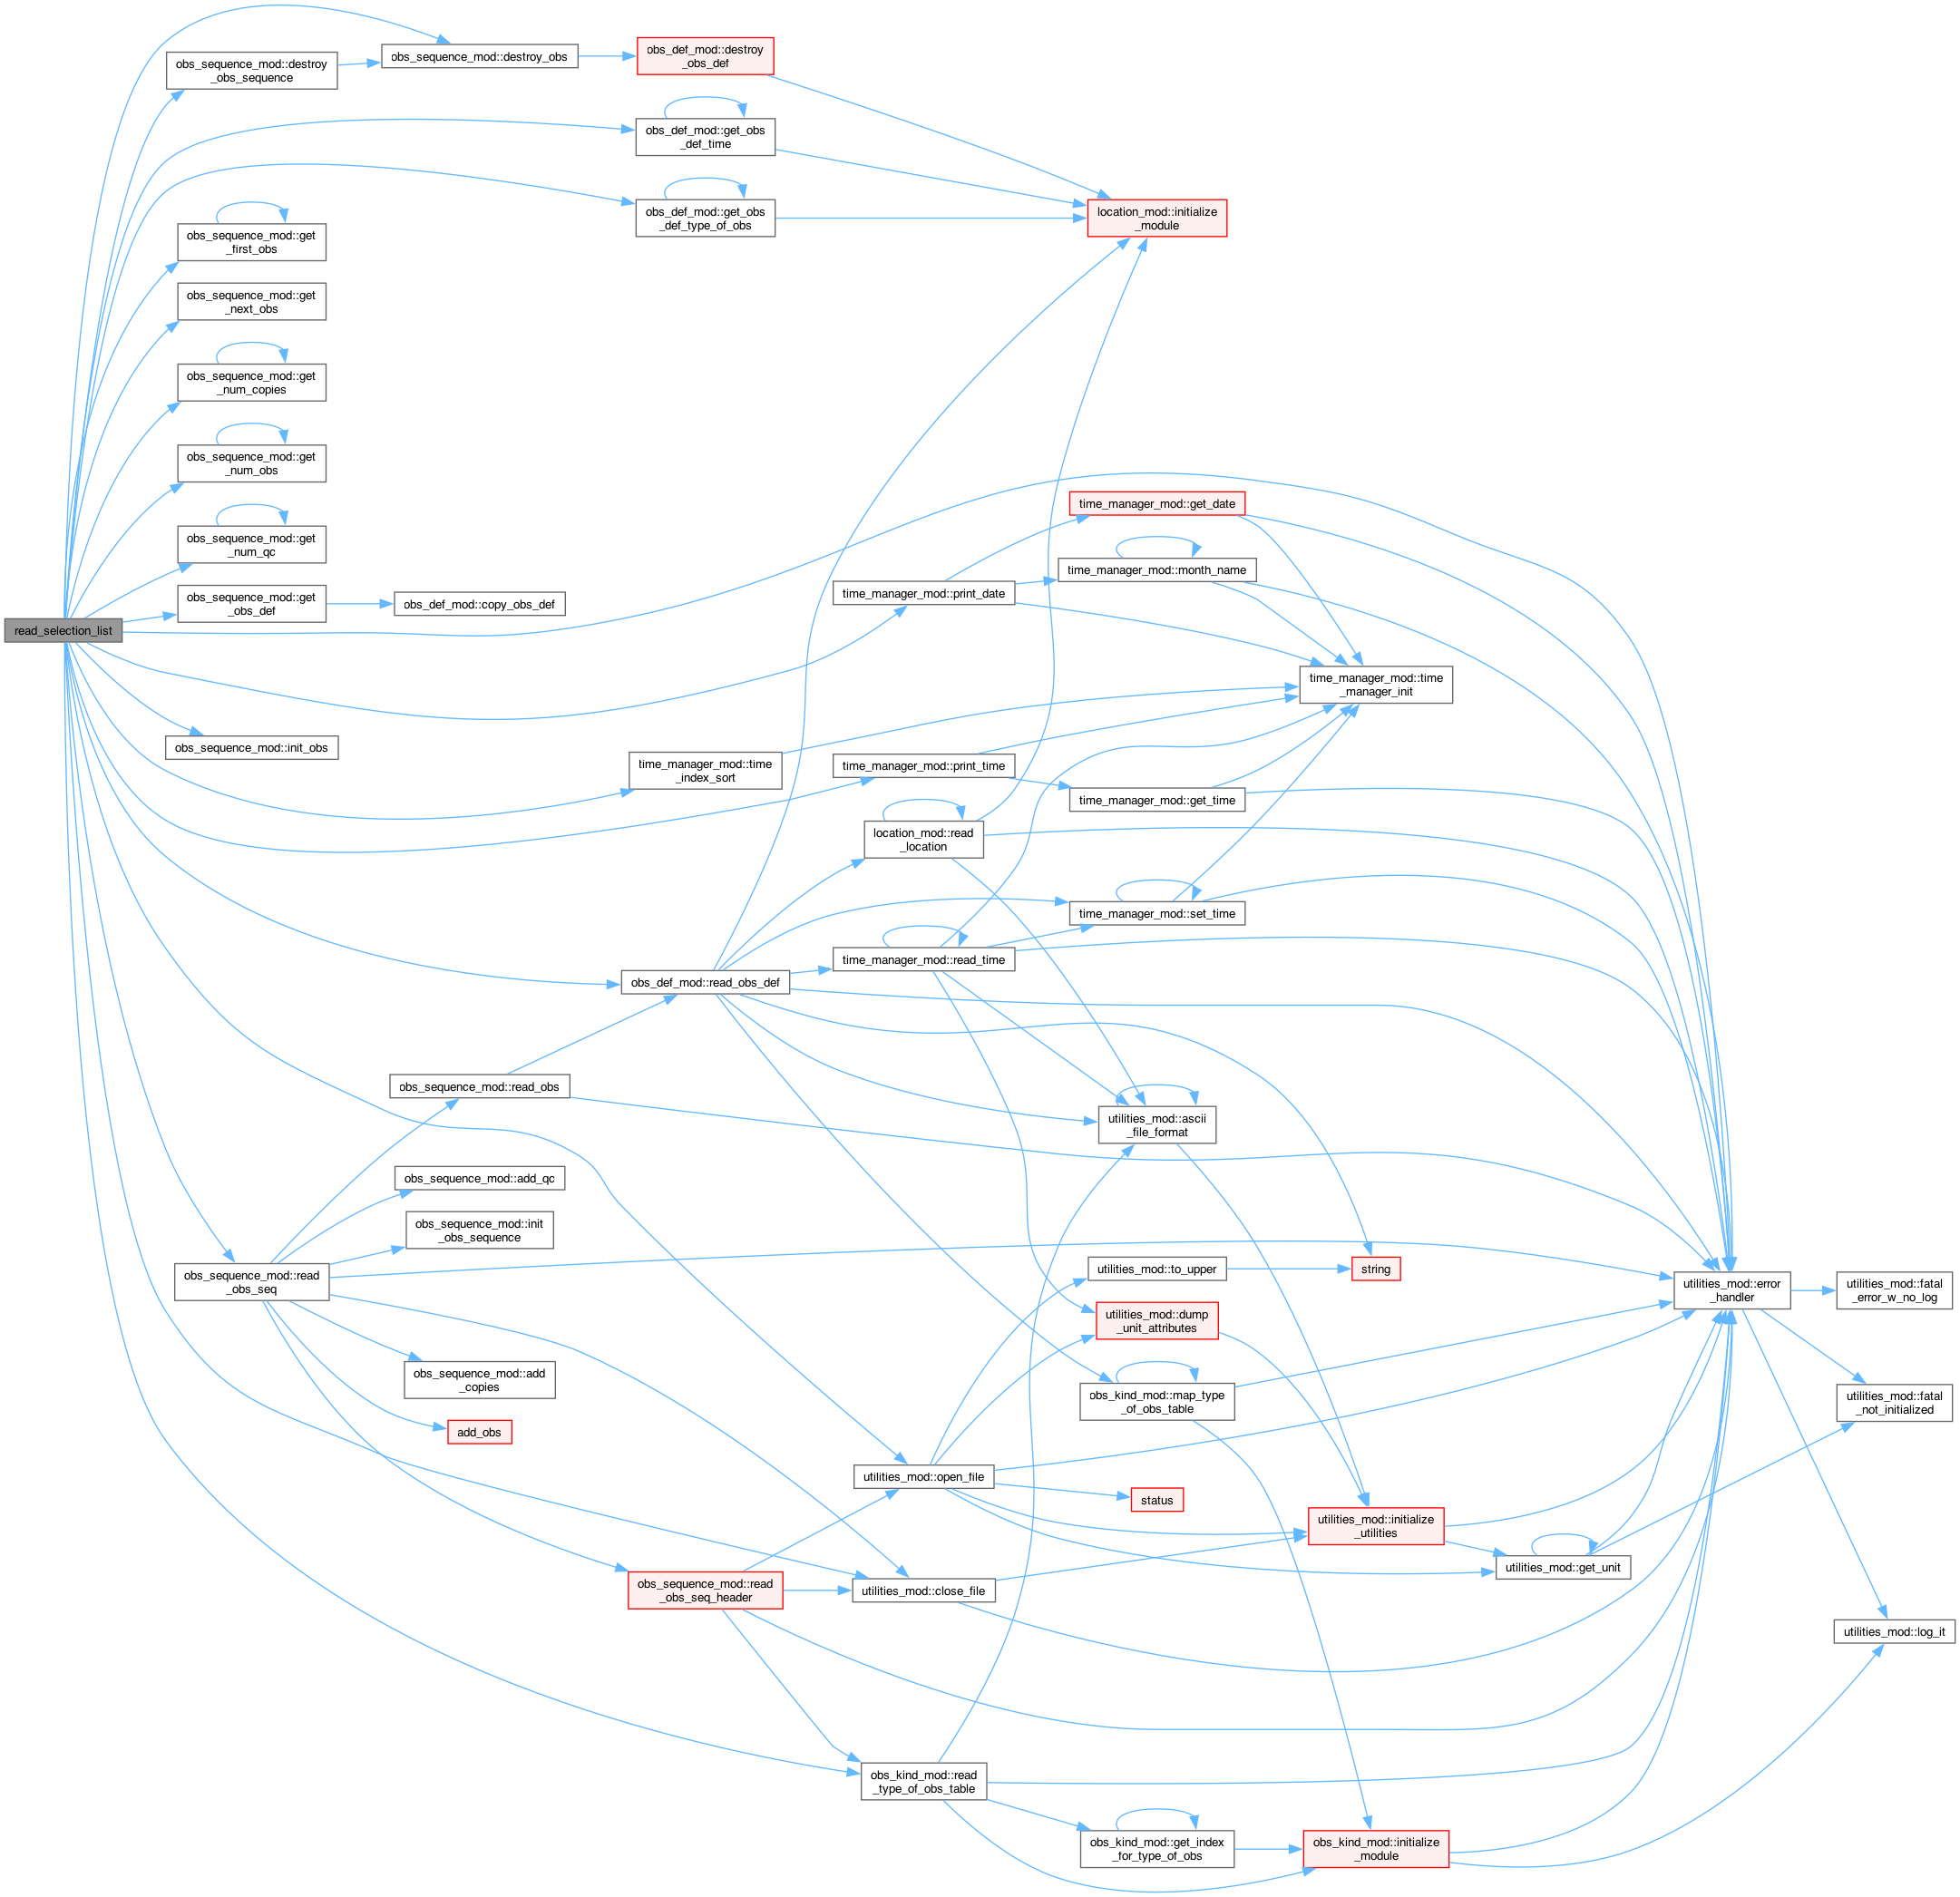 read_selection_list
obs_sequence_mod::destroy
_obs_sequence
obs_sequence_mod::destroy_obs
obs_def_mod::destroy
_obs_def
obs_def_mod::get_obs
_def_time
obs_def_mod::get_obs
_def_type_of_obs
location_mod::initialize
_module
obs_sequence_mod::get
_first_obs
obs_sequence_mod::get
_next_obs
obs_sequence_mod::get
_num_copies
obs_sequence_mod::get
_num_obs
obs_sequence_mod::get
_num_qc
obs_sequence_mod::get
_obs_def
obs_def_mod::copy_obs_def
time_manager_mod::get_date
time_manager_mod::month_name
time_manager_mod::print_date
time_manager_mod::time
_manager_init
obs_sequence_mod::init_obs
time_manager_mod::time
_index_sort
time_manager_mod::print_time
time_manager_mod::get_time
location_mod::read
_location
time_manager_mod::set_time
time_manager_mod::read_time
obs_def_mod::read_obs_def
obs_sequence_mod::read_obs
utilities_mod::ascii
_file_format
obs_sequence_mod::add_qc
obs_sequence_mod::init
_obs_sequence
obs_sequence_mod::read
_obs_seq
utilities_mod::to_upper
string
utilities_mod::error
_handler
utilities_mod::fatal
_error_w_no_log
utilities_mod::dump
_unit_attributes
obs_sequence_mod::add
_copies
obs_kind_mod::map_type
_of_obs_table
utilities_mod::fatal
_not_initialized
add_obs
utilities_mod::open_file
status
utilities_mod::initialize
_utilities
utilities_mod::get_unit
obs_sequence_mod::read
_obs_seq_header
utilities_mod::close_file
utilities_mod::log_it
obs_kind_mod::read
_type_of_obs_table
obs_kind_mod::get_index
_for_type_of_obs
obs_kind_mod::initialize
_module